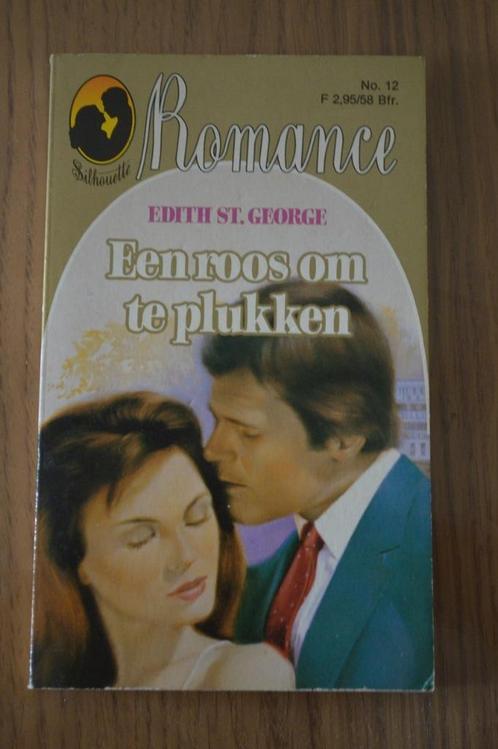 No. 12
F 2,95/58 Bfr.
Romance
Silhouette
EDITH ST. GEORGE
Een roos om
te plukken